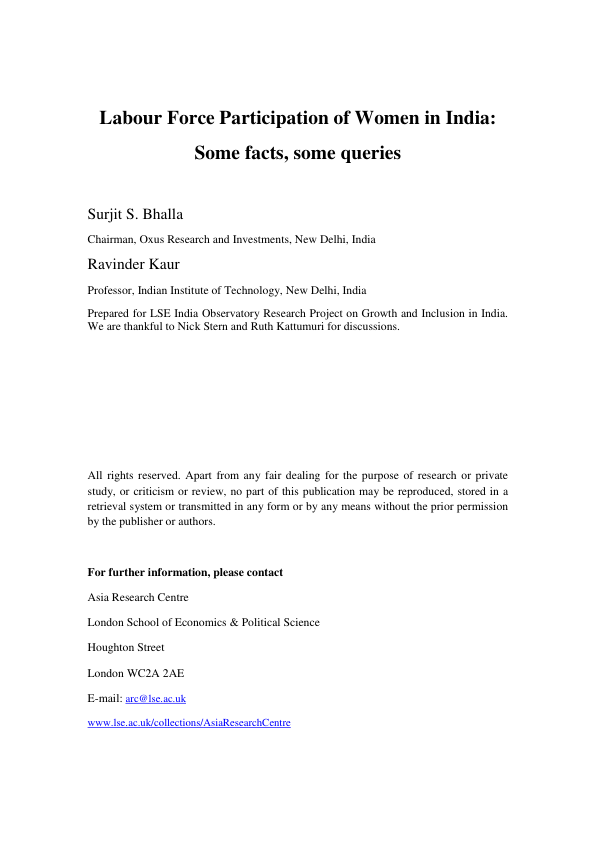 Labour Force Participation of Women in India:
Some facts, some queries
Surjit S. Bhalla
Chairman, Oxus Research and Investments, New Delhi, India
Ravinder Kaur
Professor, Indian Institute of Technology, New Delhi, India
Prepared for LSE India Observatory Research Project on Growth and Inclusion in India.
We are thankful to Nick Stern and Ruth Kattumuri for discussions.
All rights reserved. Apart from any fair dealing for the purpose of research or private
study, or criticism or review, no part of this publication may be reproduced, stored in a
retrieval system or transmitted in any form or by any means without the prior permission
by the publisher or authors.
For further information, please contact
Asia Research Centre
London School of Economics & Political Science
Houghton Street
London WC2A 2AE
E-mail: arc@lse.ac.uk
www.lse.ac.uk/collections/AsiaResearchCentre